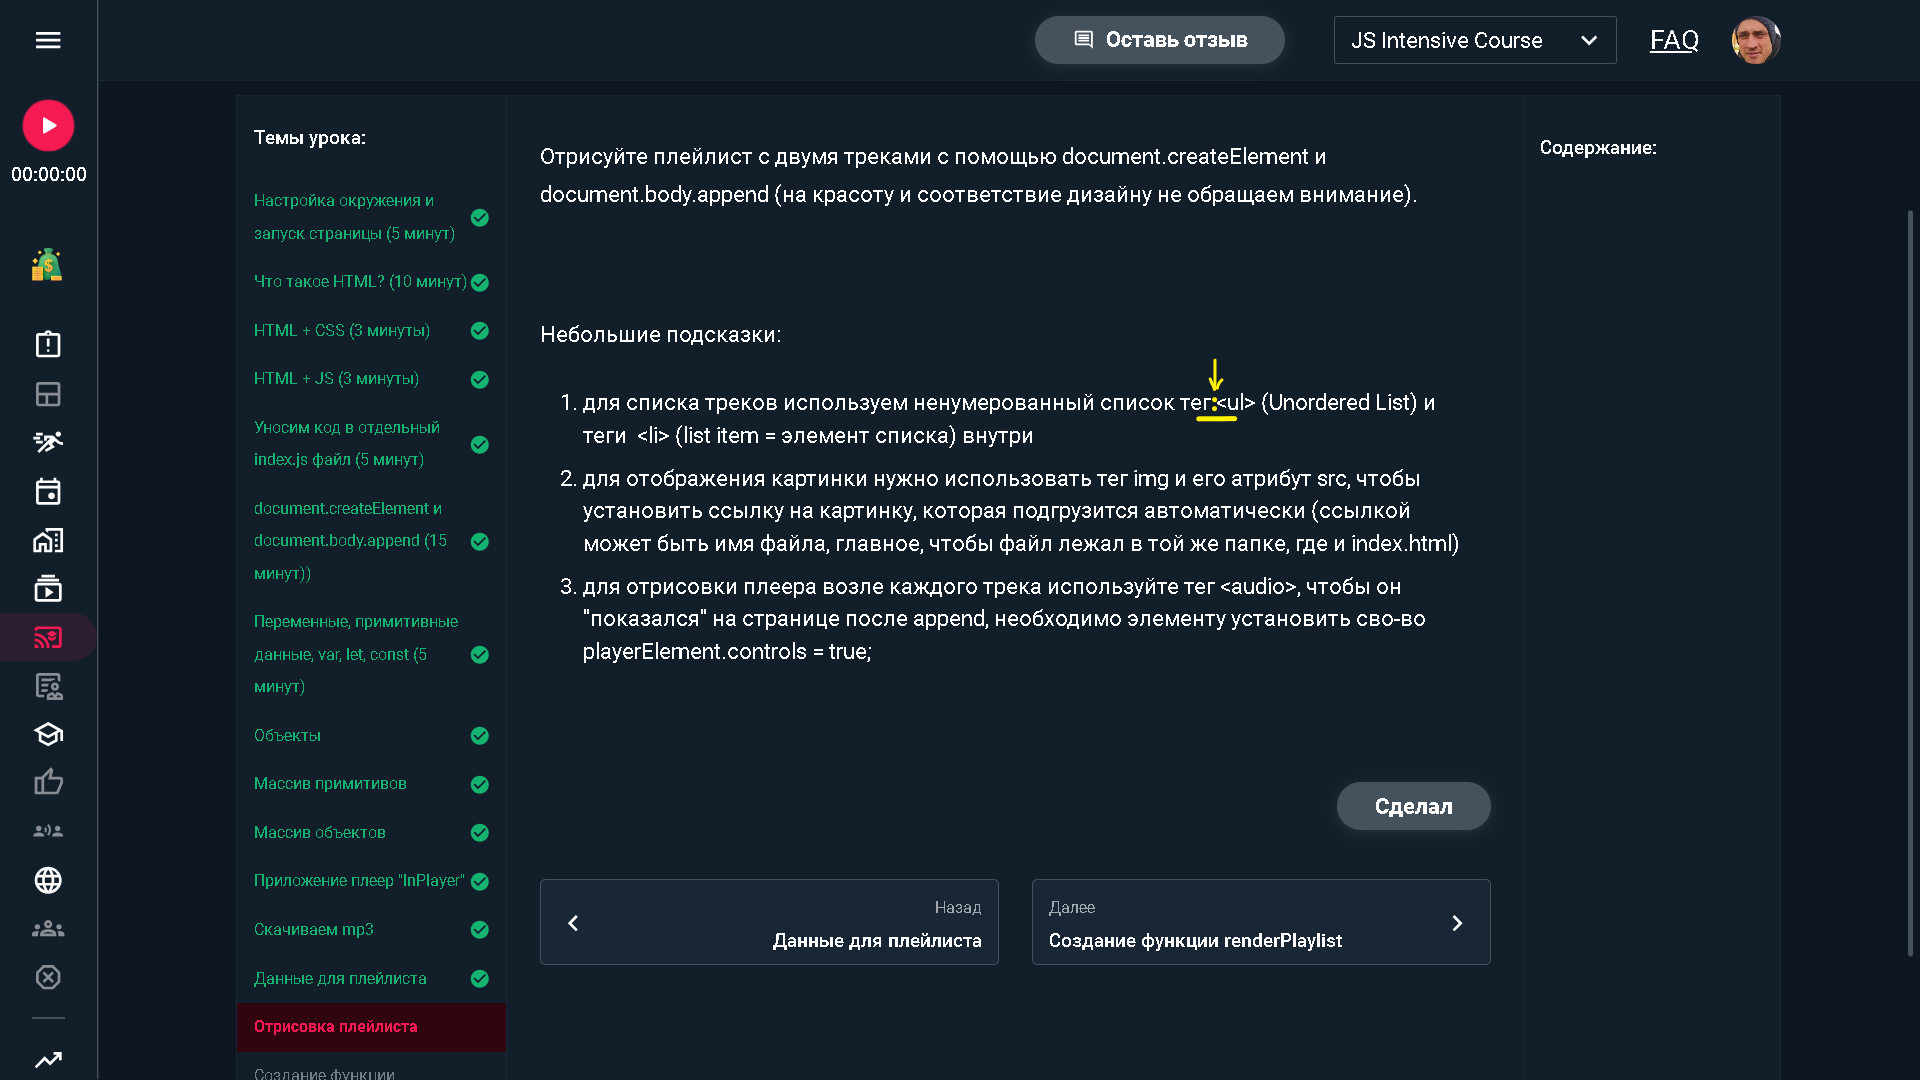 Оставь отзыв
JS Intensive Course
FAQ
00:00:00
Темы урока:
Настройка окружения и
запуск страницы (5 минут)
Что такое HTML? (10 минут)
HTML + CSS (3 минуты)
HTML + JS (3 минуты)
Уносим код в отдельный
index.js файл (5 минут)
document.createElement и
document.body.append (15
минут))
Переменные, примитивные
данные, var, let, const (5
минут)
Объекты
Массив примитивов
Массив объектов
Приложение плеер "InPlayer"
Скачиваем mp3
Данные для плейлиста
Отрисовка плейлиста
Создание функции
Отрисуйте плейлист с двумя треками с помощью document.createElement и
document.body.append (на красоту и соответствие дизайну не обращаем внимание).
Небольшие подсказки:
1. для списка треков используем ненумерованный список тег:<ul> (Unordered List) и
теги <li> (list item = элемент списка) внутри
2. для отображения картинки нужно использовать тег img и его атрибут src, чтобы
установить ссылку на картинку, которая подгрузится автоматически (ссылкой
может быть имя файла, главное, чтобы файл лежал в той же папке, где и index.html)
3. для отрисовки плеера возле каждого трека используйте тег <audio>, чтобы он
"показался" на странице после append, необходимо элементу установить сво-во
playerElement.controls = true;
Сделал
Назад
Данные для плейлиста
Далее
Создание функции renderPlaylist
Содержание: